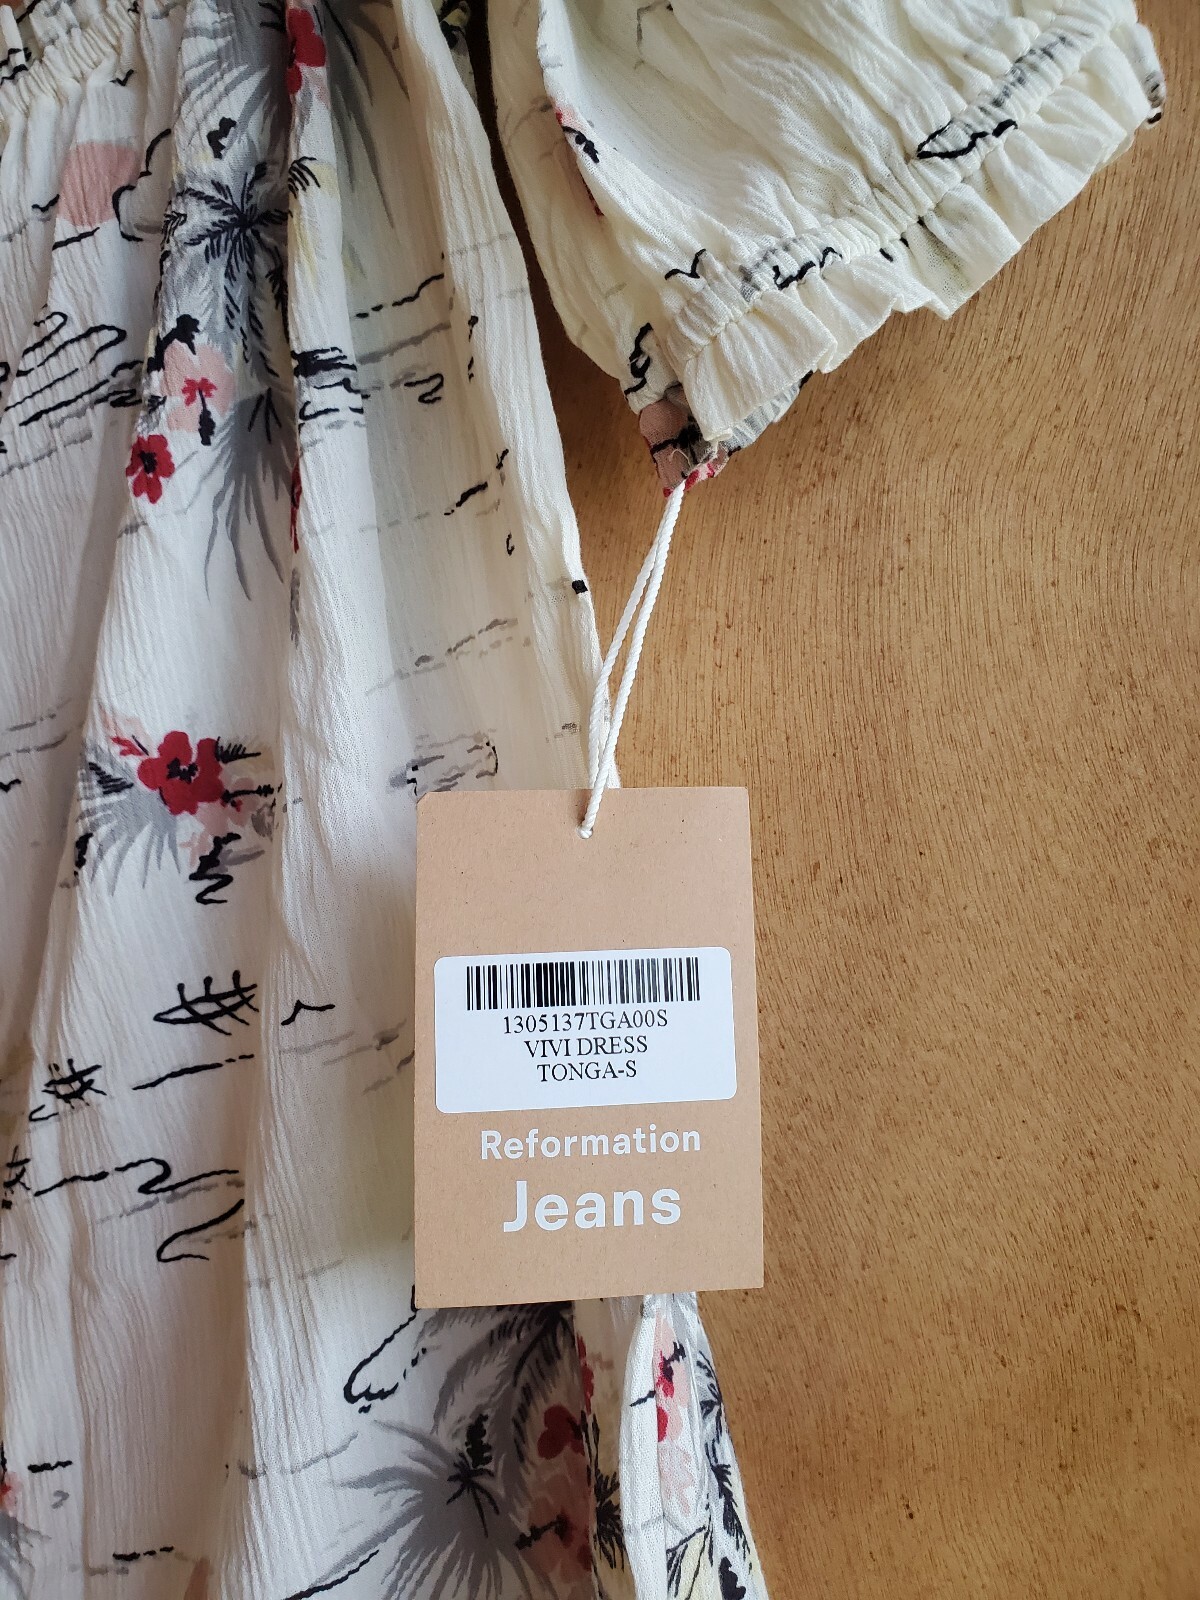 1305137TGA00S
VIVI DRESS
TONGA-S
Reformation
Jeans